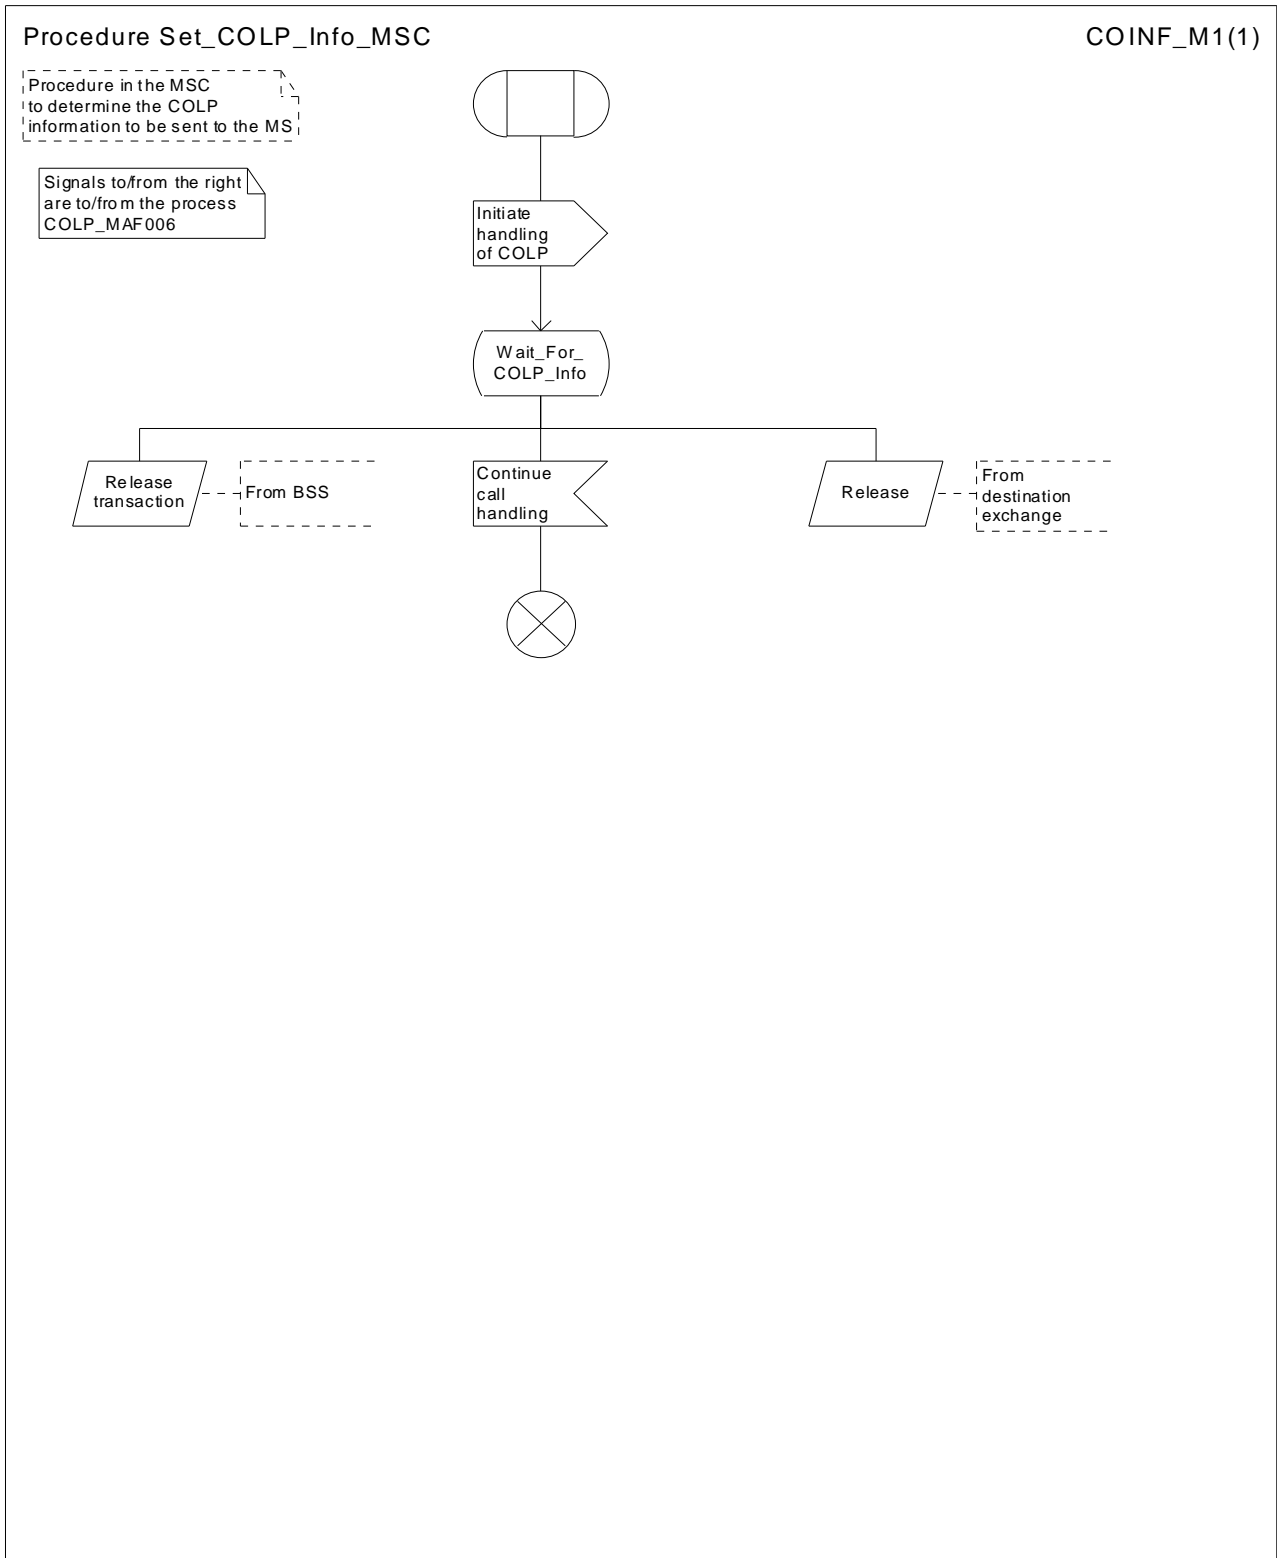 Procedure Set_COLP_Info_MSC
COINF_M1(1)
Procedure in the MSC
to determine the COLP
information to be sent to the MS
Signals to/from the right
are to/from the process
COLP_MAF006
Initiate
handling
of COLP
Wait_For_
COLP_Info
Release
transaction
From BSS
Continue
call
handling
Release
From
destination
exchange